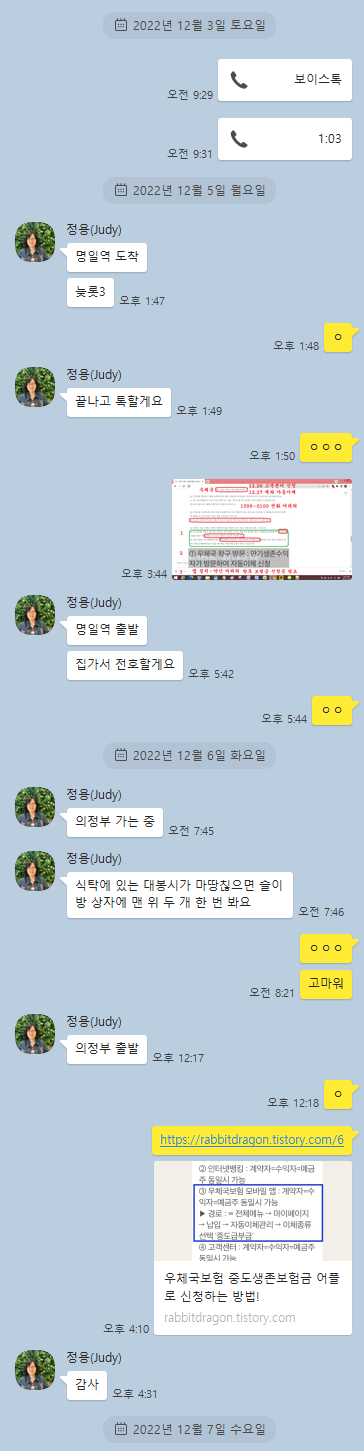 2022년 12월 3일 토요일
보이스톡
오전 9:29
1:03
오전 9:31
2022년 12월 5일 월요일
정용(Judy)
명일역 도착
늦롯3
오후 1:47
ㅇ
오후 1:48
정용(Judy)
끝나고 톡할게요
오후 1:49
ㅇㅇㅇ
오후 1:50
1
3
① 우체국 창구 방문 : 만기생존수익
자가 방문하여 자동이체 신청
오후 3:44
정용(Judy)
명일역 출발
집가서 전호할게요
오후 5:42
ㅇㅇ
오후 5:44
2022년 12월 6일 화요일
정용(Judy)
의정부 가는 중
오전 7:45
정용(Judy)
식탁에 있는 대봉시가 마땅칞으면 슬이
방 상자에 맨 위 두 개 한 번 봐요
오전 7:46
ㅇㅇㅇ
고마워
오전 8:21
정용(Judy)
의정부 출발
오후 12:17
ㅇ
오후 12:18
https://rabbitdragon.tistory.com/6
② 인터넷뱅킹 : 계약자=수익자=예금
주 동일시 가능
③ 우체국보험 모바일 앱 : 계약자=수
익자=예금주 동일시 가능
▶ 경로 : = 전체메뉴 → 마이페이지
→ 납입 → 자동이체관리 → 이체종류
선택 '중도급부금'
④ 고객센터 : 계약자=수익자=예금주
동일시 가능
우체국보험 중도생존보험금 어플
로 신청하는 방법!
rabbitdragon.tistory.com
오후 4:10
정용(Judy)
감사
오후 4:31
2022년 12월 7일 수요일